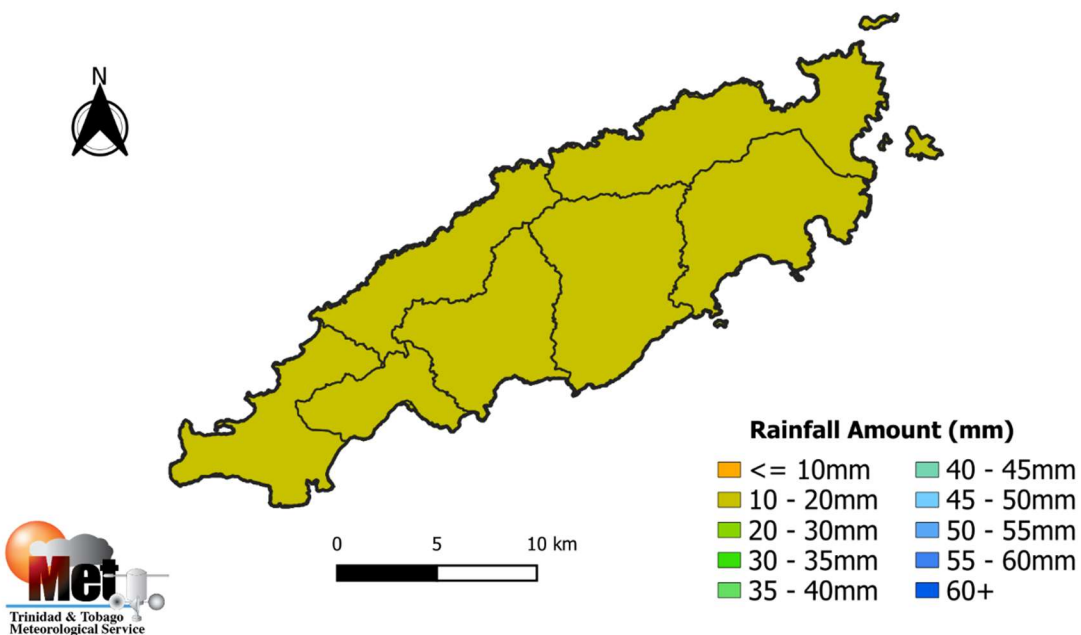 N
Rainfall Amount (mm)
<= 10mm
10 - 20mm
20 - 30mm
30 - 35mm
35 - 40mm
40 - 45mm
45 - 50mm
50 - 55mm
55 - 60mm
60+
0 5 10 km
Met
Trinidad & Tobago
Meteorological Service